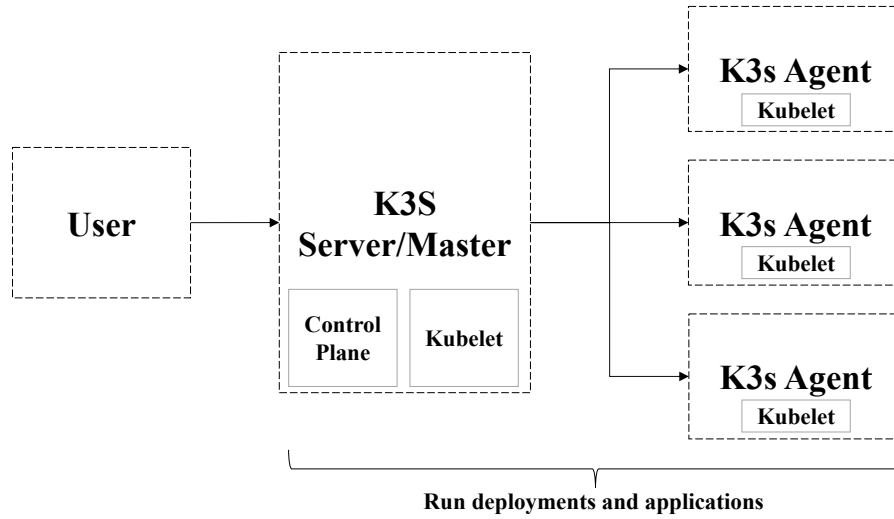 User
K3S
Server/Master
Control
Plane
Kubelet
K3s Agent
Kubelet
K3s Agent
Kubelet
K3s Agent
Kubelet
Run deployments and applications